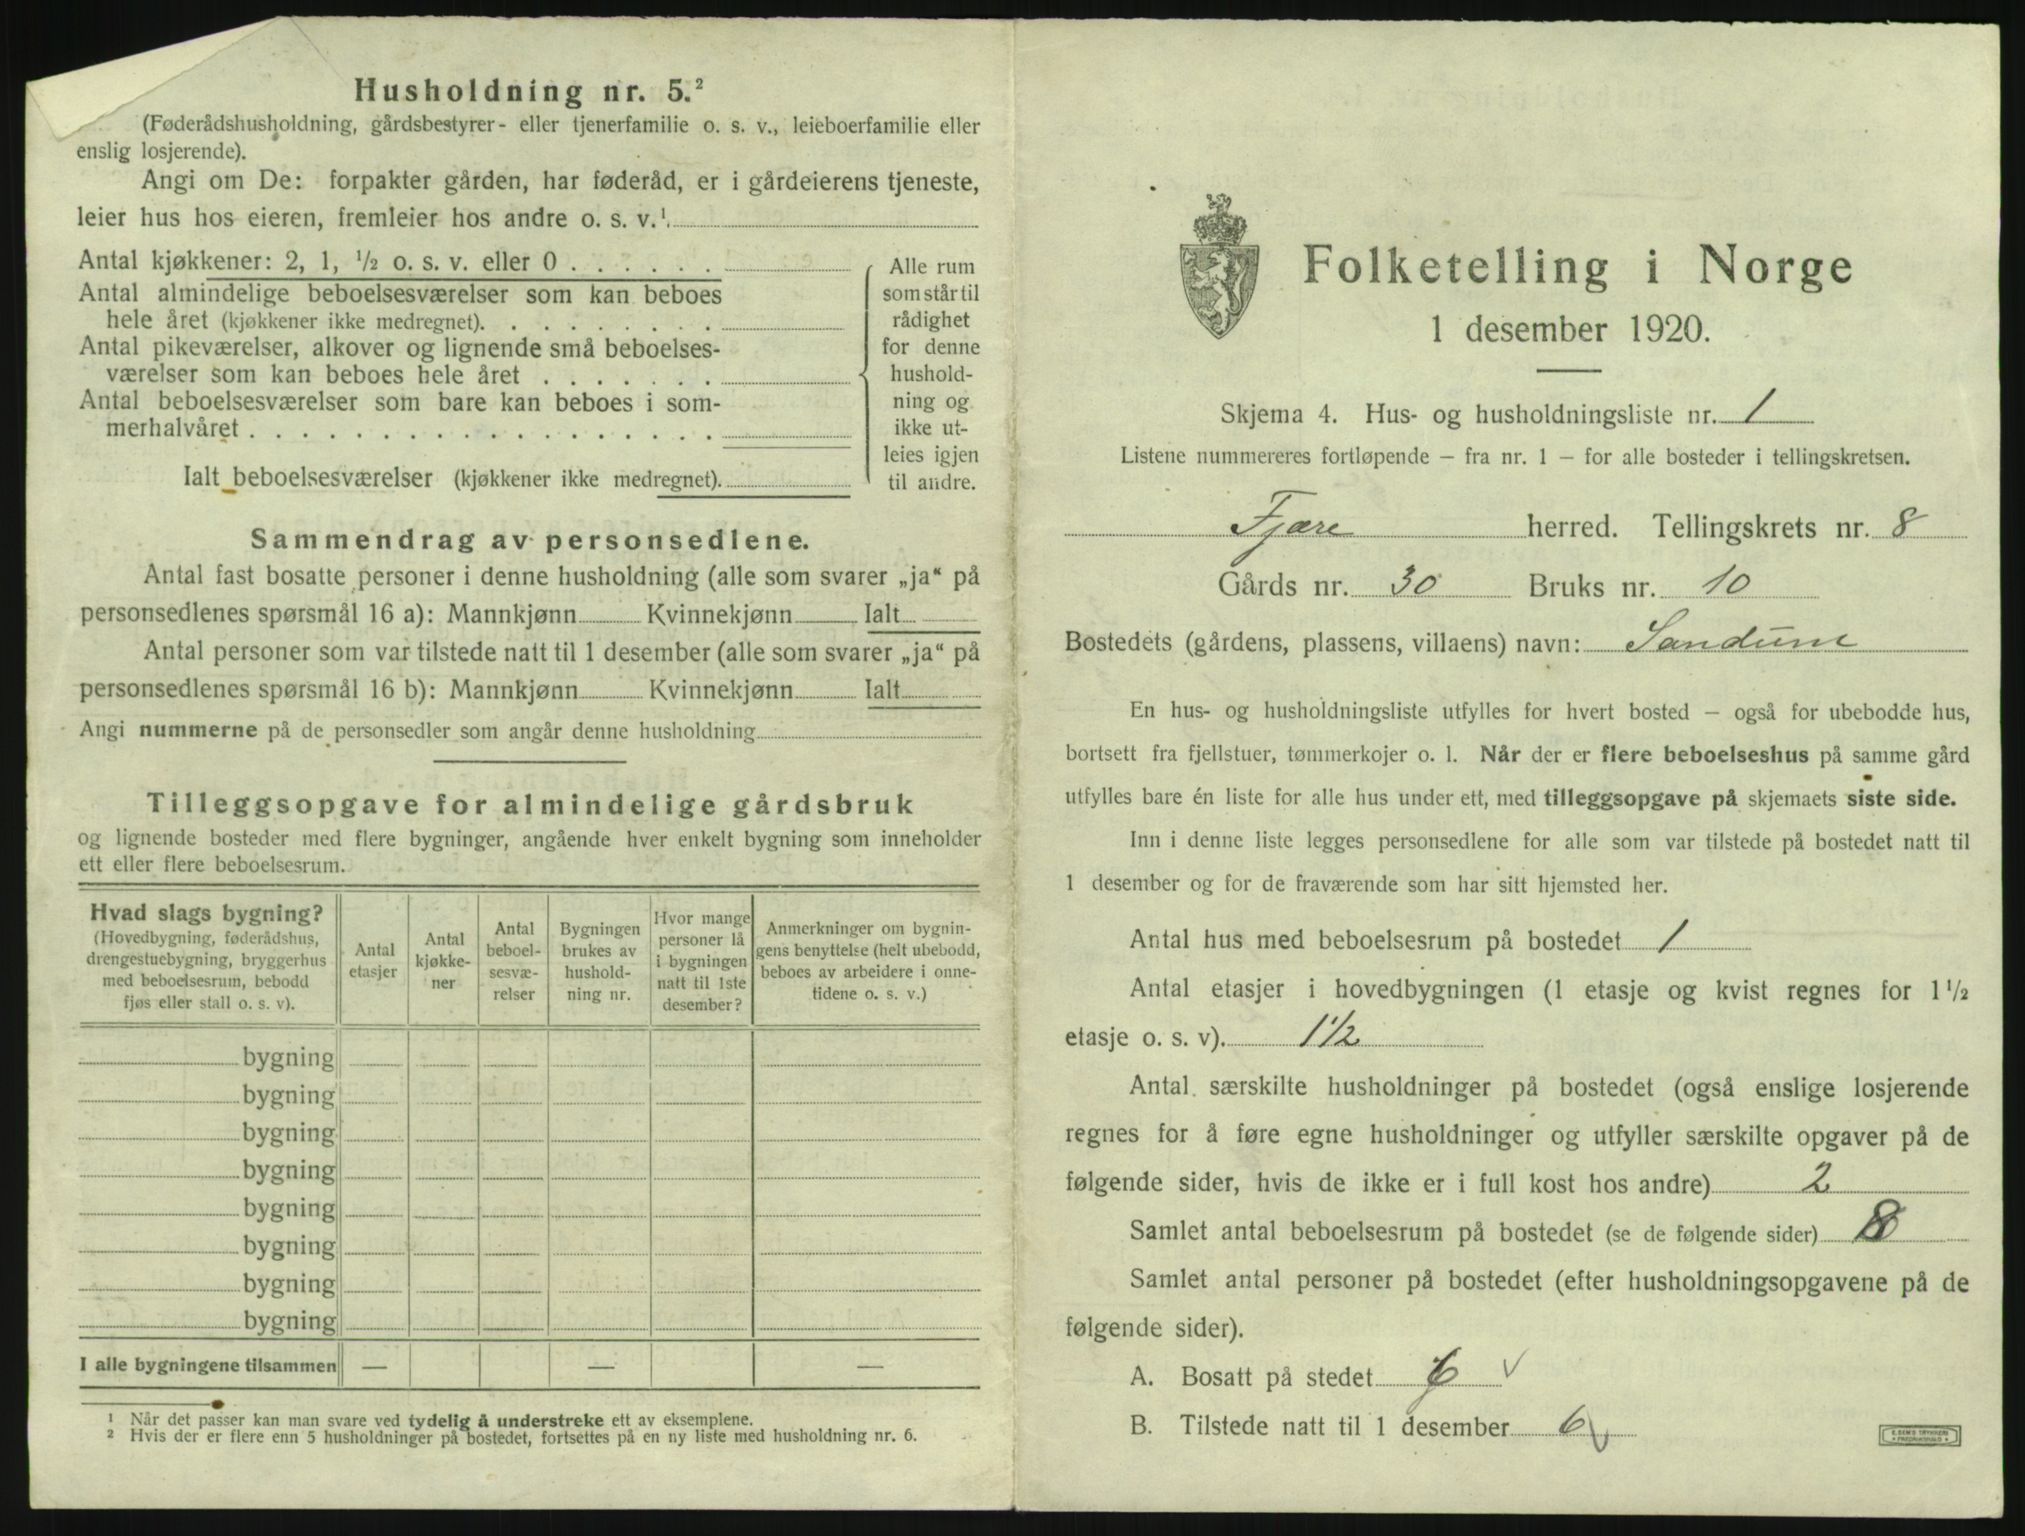 Husholdning nr. 5.²
(Føderådshusholdning, gårdsbestyrer- eller tjenerfamilie o. s. v., leieboerfamilie eller
enslig losjerende).
Angi om De: forpakter gården, har føderåd, er i gårdeierens tjeneste,
leier hus hos eieren, fremleier hos andre o. s. v.¹
Antal kjøkkener: 2, 1, ½ o. s. v. eller 0
Antal almindelige beboelsesværelser som kan beboes
hele året (kjøkkener ikke medregnet).
Antal pikeværelser, alkover og lignende små beboelses-
værelser som kan beboes hele året
Antal beboelsesværelser som bare kan beboes i som-
merhalvåret
Ialt beboelsesværelser (kjøkkener ikke medregnet).
Alle rum
som står til
rådighet
for denne
hushold-
ning og
ikke ut-
leies igjen
til andre.
Sammendrag av personsedlene.
Antal fast bosatte personer i denne husholdning (alle som svarer „ja“ på
personsedlenes spørsmål 16 a): Mannkjønn Kvinnekjønn Ialt
Antal personer som var tilstede natt til 1 desember (alle som svarer „ja“ på
personsedlenes spørsmål 16 b): Mannkjønn Kvinnekjønn Ialt
Angi nummerne på de personsedler som angår denne husholdning
Tilleggsopgave for almindelige gårdsbruk
og lignende bosteder med flere bygninger, angående hver enkelt bygning som inneholder
ett eller flere beboelsesrum.
Hvad slags bygning?
(Hovedbygning, føderådshus,
drengestuebygning, bryggerhus
med beboelsesrum, bebodd
fjøs eller stall o. s. v).
Antal
etasjer
Antal
kjøkke-
ner
Antal
beboel-
sesvæ-
relser
Bygningen
brukes av
hushold-
ning nr.
Hvor mange
personer lå
i bygningen
natt til 1ste
desember?
Anmerkninger om bygnin-
gens benyttelse (helt ubebodd,
beboes av arbeidere i onne-
tidene o. s. v.)
bygning
bygning
bygning
bygning
bygning
bygning
bygning
bygning
I alle bygningene tilsammen — — —
¹ Når det passer kan man svare ved tydelig å understreke ett av eksemplene.
² Hvis der er flere enn 5 husholdninger på bostedet, fortsettes på en ny liste med husholdning nr. 6.
Folketelling i Norge
1 desember 1920.
Skjema 4. Hus- og husholdningsliste nr. 1
Listene nummereres fortløpende – fra nr. 1 – for alle bosteder i tellingskretsen.
Fjære herred. Tellingskrets nr. 8
Gårds nr. 30 Bruks nr. 10
Bostedets (gårdens, plassens, villaens) navn: Sandum
En hus- og husholdningsliste utfylles for hvert bosted – også for ubebodde hus,
bortsett fra fjellstuer, tømmerkojer o. l. Når der er flere beboelseshus på samme gård
utfylles bare én liste for alle hus under ett, med tilleggsopgave på skjemaets siste side.
Inn i denne liste legges personsedlene for alle som var tilstede på bostedet natt til
1 desember og for de fraværende som har sitt hjemsted her.
Antal hus med beboelsesrum på bostedet 1
Antal etasjer i hovedbygningen (1 etasje og kvist regnes for 1½
etasje o. s. v). 1½
Antal særskilte husholdninger på bostedet (også enslige losjerende
regnes for å føre egne husholdninger og utfyller særskilte opgaver på de
følgende sider, hvis de ikke er i full kost hos andre) 2
Samlet antal beboelsesrum på bostedet (se de følgende sider) 8
Samlet antal personer på bostedet (efter husholdningsopgavene på de
følgende sider).
A. Bosatt på stedet 6 v
B. Tilstede natt til 1 desember 6 v